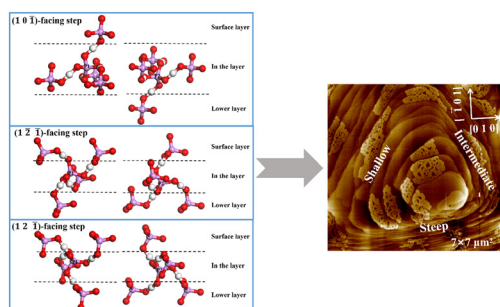 (1 0 1̄)-facing step
Surface layer
In the layer
Lower layer
(1 2̄ 1̄)-facing step
Surface layer
In the layer
Lower layer
(1 2 1̄)-facing step
Surface layer
In the layer
Lower layer
[1̄ 0 1]
[0 1 0]
Shallow
Intermediate
Steep
7×7 μm²